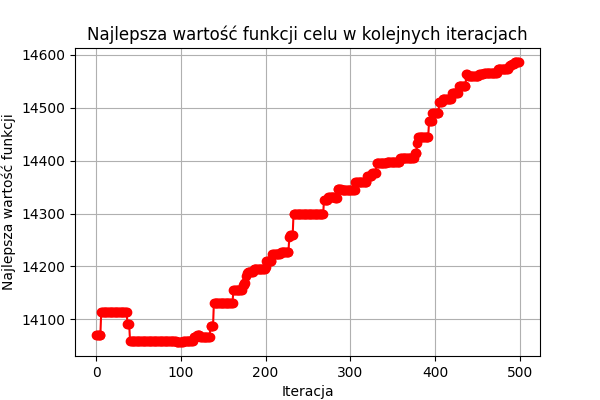 Najlepsza wartość funkcji celu w kolejnych iteracjach
Najlepsza wartość funkcji
14600
14500
14400
14300
14200
14100
0 100 200 300 400 500
Iteracja